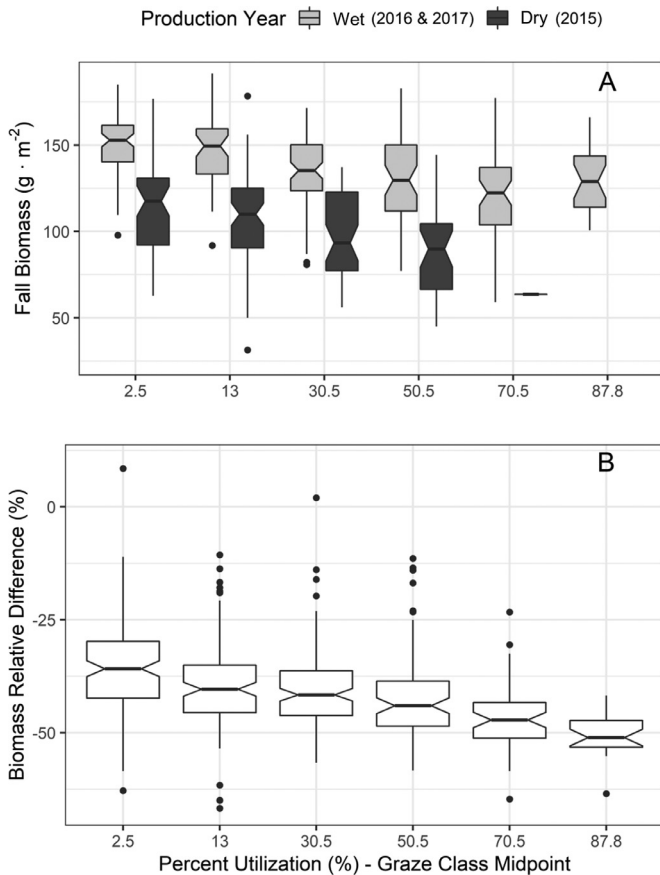 Production Year Wet (2016 & 2017) Dry (2015)
A
Fall Biomass (g · m⁻²)
150
100
50
2.5 13 30.5 50.5 70.5 87.8
B
Biomass Relative Difference (%)
0
-25
-50
2.5 13 30.5 50.5 70.5 87.8
Percent Utilization (%) - Graze Class Midpoint